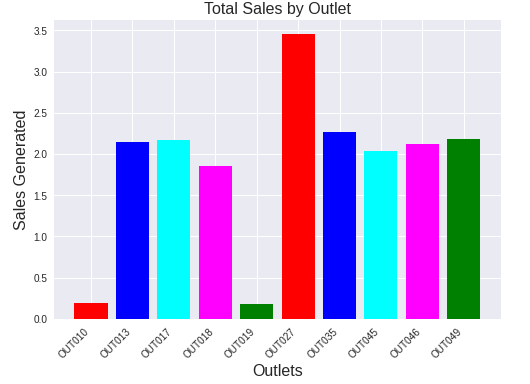 Total Sales by Outlet
Sales Generated
3.5
3.0
2.5
2.0
1.5
1.0
0.5
0.0
OUT010
OUT013
OUT017
OUT018
OUT019
OUT027
OUT035
OUT045
OUT046
OUT049
Outlets